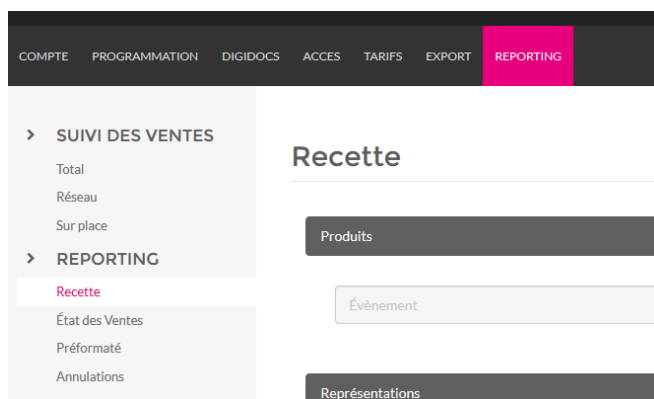 COMPTE PROGRAMMATION DIGIDOCS ACCES TARIFS EXPORT REPORTING
SUIVI DES VENTES
Total
Réseau
Sur place
REPORTING
Recette
État des Ventes
Préformaté
Annulations
Recette
Produits
Évènement
Représentations